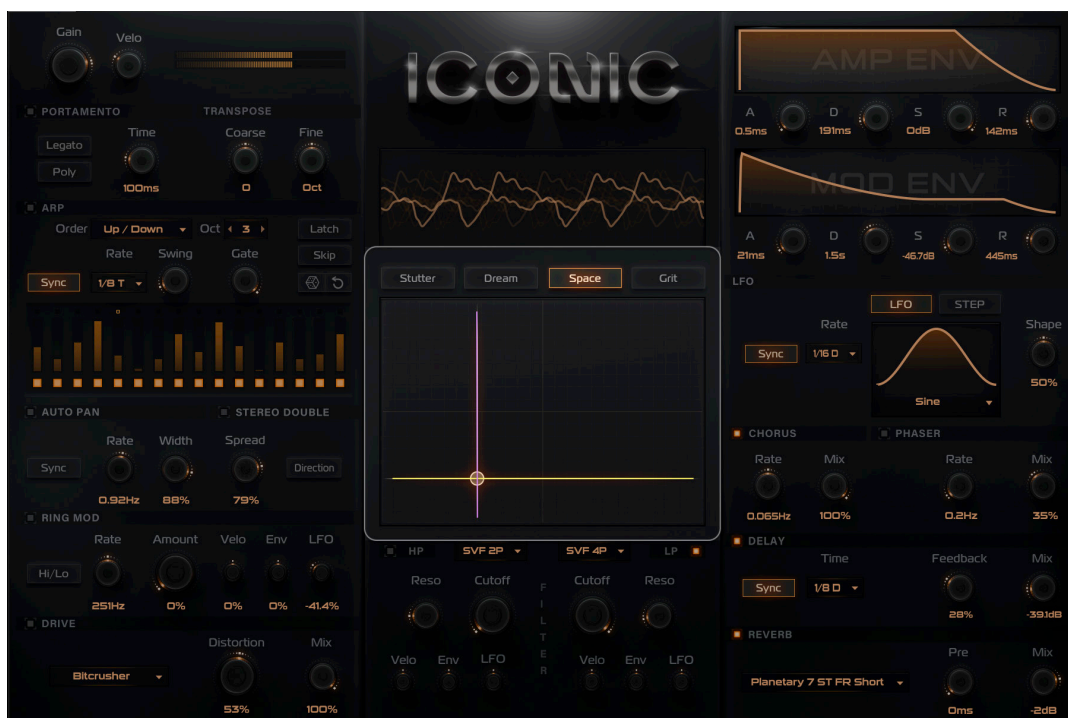 Gain
Velo
PORTAMENTO
TRANSPOSE
Legato
Poly
Time
Coarse
Fine
100ms
0
Oct
ARP
Order Up / Down Oct 3 Latch
Rate Swing Gate Skip
Sync 1/8 T
AUTO PAN
STEREO DOUBLE
Rate Width Spread
Sync
Direction
0.92Hz 88% 79%
RING MOD
Rate Amount Velo Env LFO
Hi/Lo
251Hz 0% 0% 0% -41.4%
DRIVE
Distortion Mix
Bitcrusher
53% 100%
ICONIC
Stutter Dream Space Grit
HP SVF 2P SVF 4P LP
Reso Cutoff Cutoff Reso
FILTER
Velo Env LFO Velo Env LFO
AMP ENV
A D S R
0.5ms 191ms 0dB 142ms
MOD ENV
A D S R
21ms 1.5s -46.7dB 445ms
LFO
LFO STEP
Rate Shape
Sync 1/16 D
50%
Sine
CHORUS
PHASER
Rate Mix Rate Mix
0.065Hz 100% 0.2Hz 35%
DELAY
Time Feedback Mix
Sync 1/8 D
28% -39.1dB
REVERB
Pre Mix
Planetary 7 ST FR Short
0ms -2dB